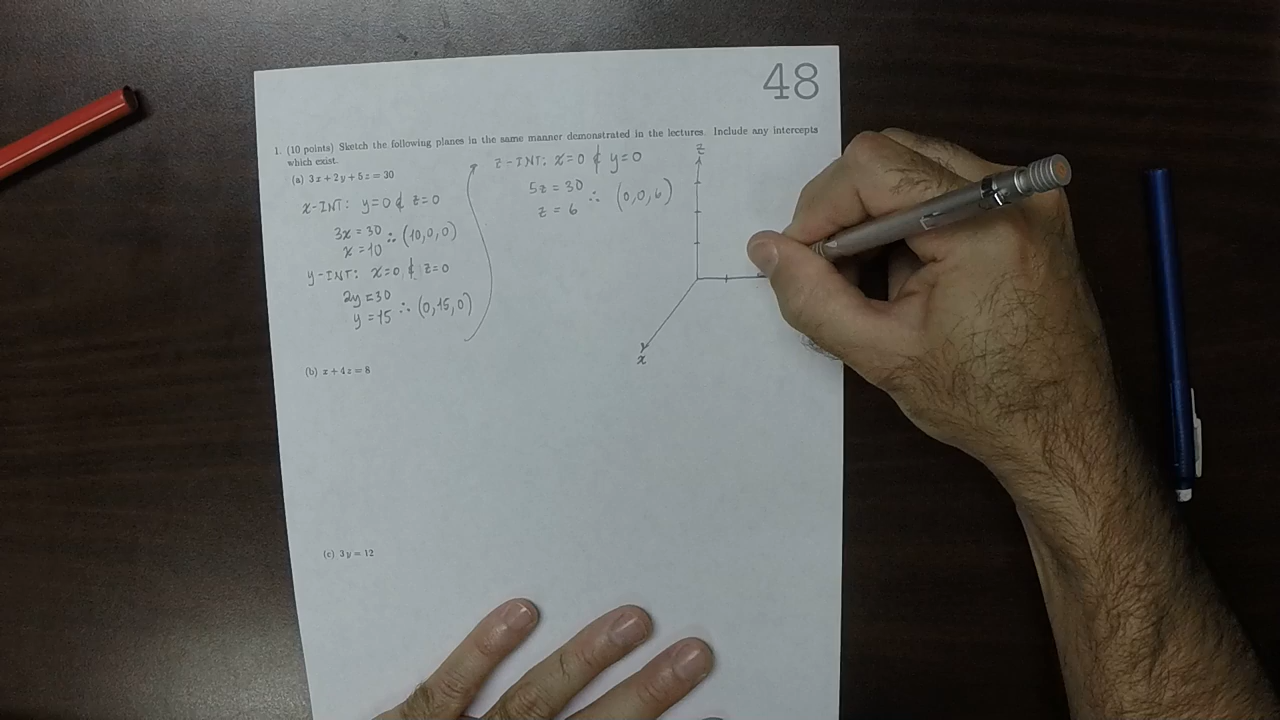 48
1. (10 points) Sketch the following planes in the same manner demonstrated in the lectures. Include any intercepts
which exist.
(a) 3x + 2y + 5z = 30
x-INT: y=0 & z=0
3x = 30
x = 10 ∴ (10,0,0)
y-INT: x=0 & z=0
2y = 30
y = 15 ∴ (0,15,0)
z-INT: x=0 & y=0
5z = 30
z = 6 ∴ (0,0,6)
z
x
(b) x + 4z = 8
(c) 3y = 12